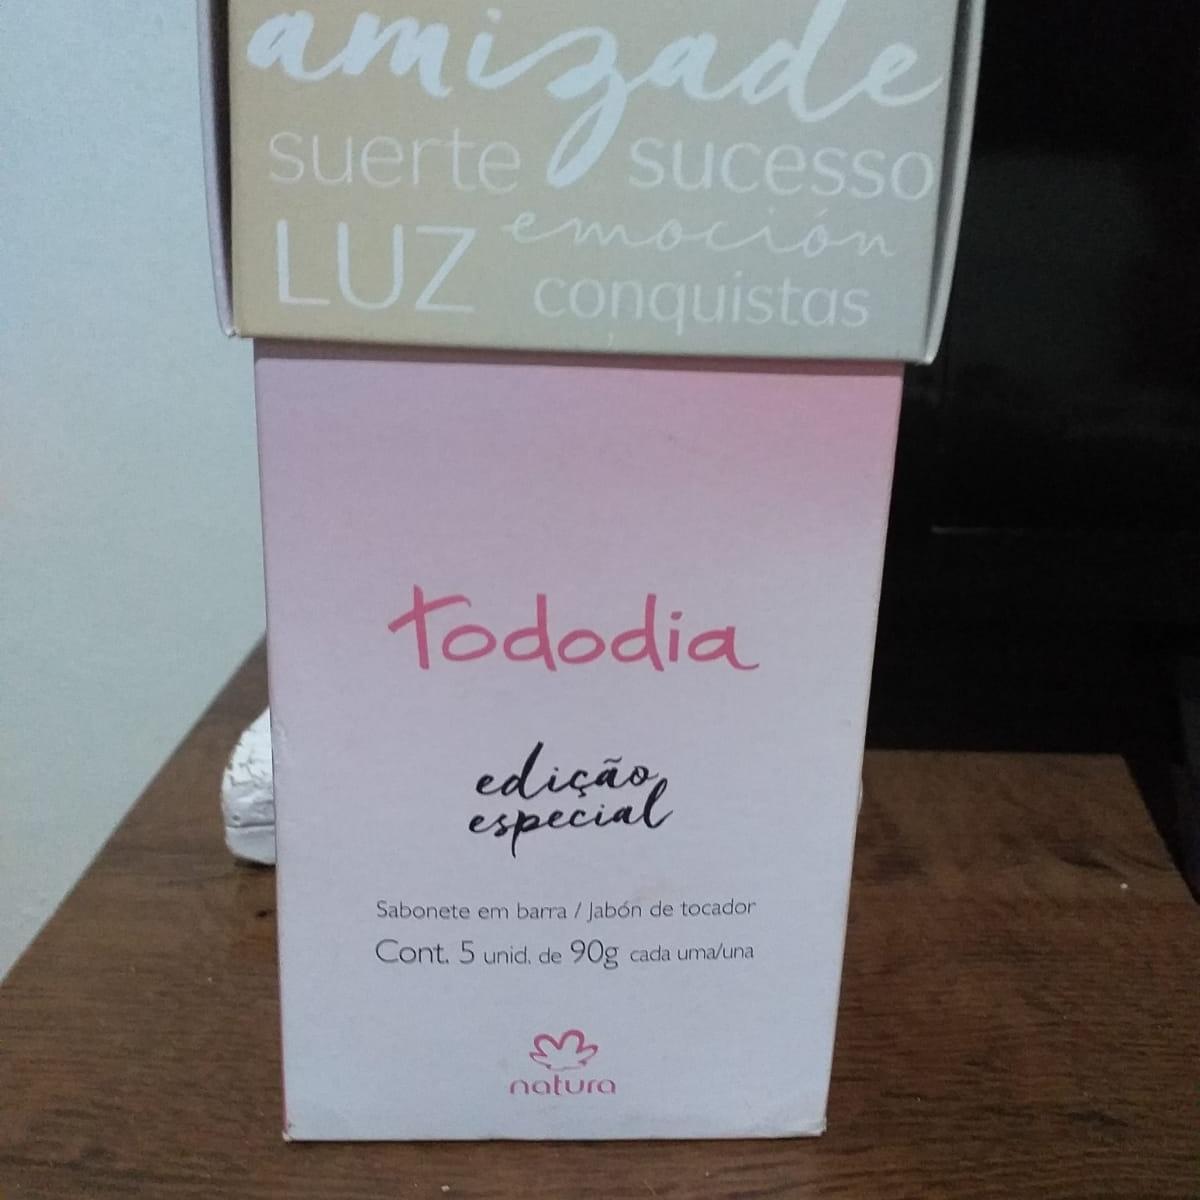 amizade
suerte sucesso
LUZ emoción
conquistas
tododia
edição
especial
Sabonete em barra / Jabón de tocador
Cont. 5 unid. de 90g cada uma/una
natura